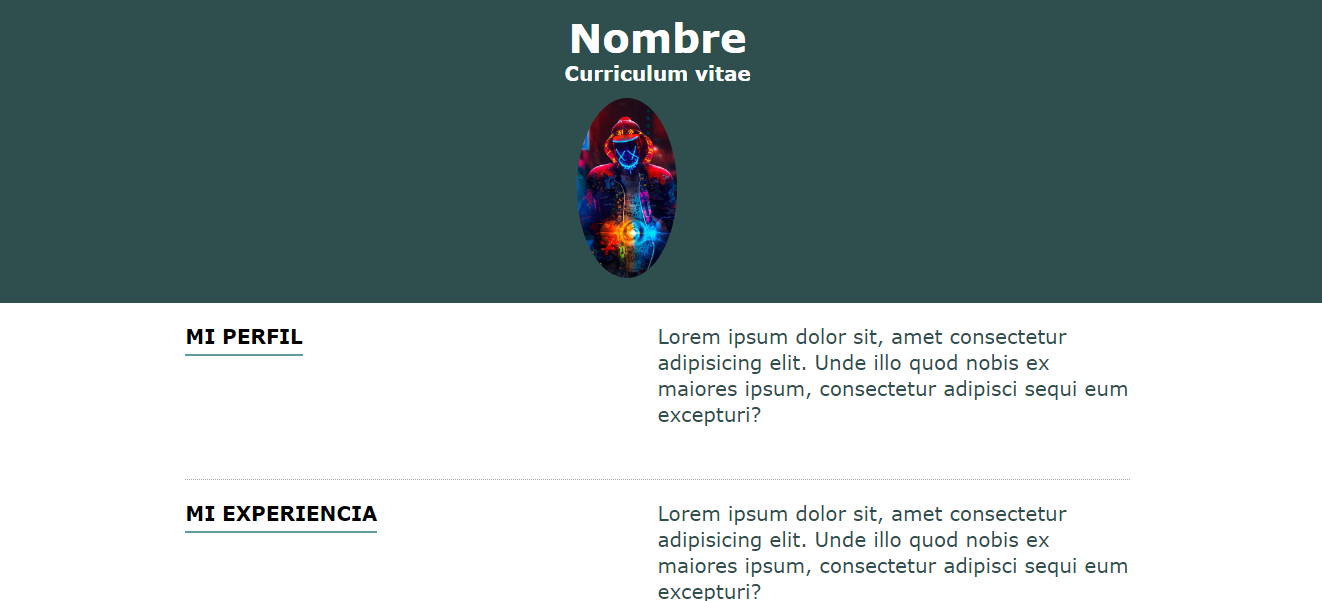 Nombre
Curriculum vitae
MI PERFIL
Lorem ipsum dolor sit, amet consectetur
adipisicing elit. Unde illo quod nobis ex
maiores ipsum, consectetur adipisci sequi eum
excepturi?
MI EXPERIENCIA
Lorem ipsum dolor sit, amet consectetur
adipisicing elit. Unde illo quod nobis ex
maiores ipsum, consectetur adipisci sequi eum
excepturi?